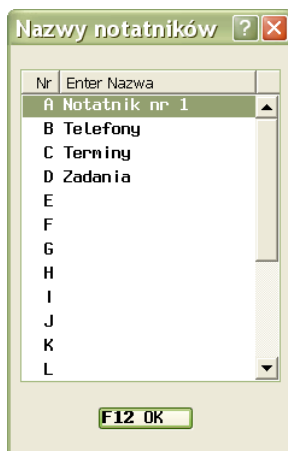 Nazwy notatników
Nr Enter Nazwa
A Notatnik nr 1
B Telefony
C Terminy
D Zadania
E
F
G
H
I
J
K
L
F12 OK